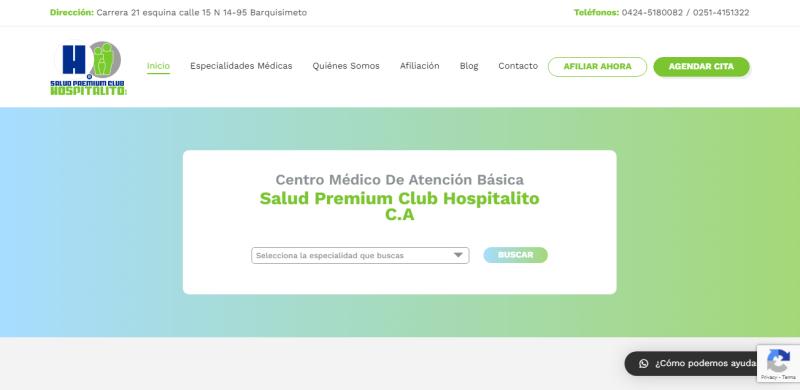 Dirección: Carrera 21 esquina calle 15 N 14-95 Barquisimeto
Teléfonos: 0424-5180082 / 0251-4151322
H.
SALUD PREMIUM CLUB
HOSPITALITO
Inicio
Especialidades Médicas
Quiénes Somos
Afiliación
Blog
Contacto
AFILIAR AHORA
AGENDAR CITA
Centro Médico De Atención Básica
Salud Premium Club Hospitalito
C.A
Selecciona la especialidad que buscas
BUSCAR
¿Cómo podemos ayuda
Privacy - Terms